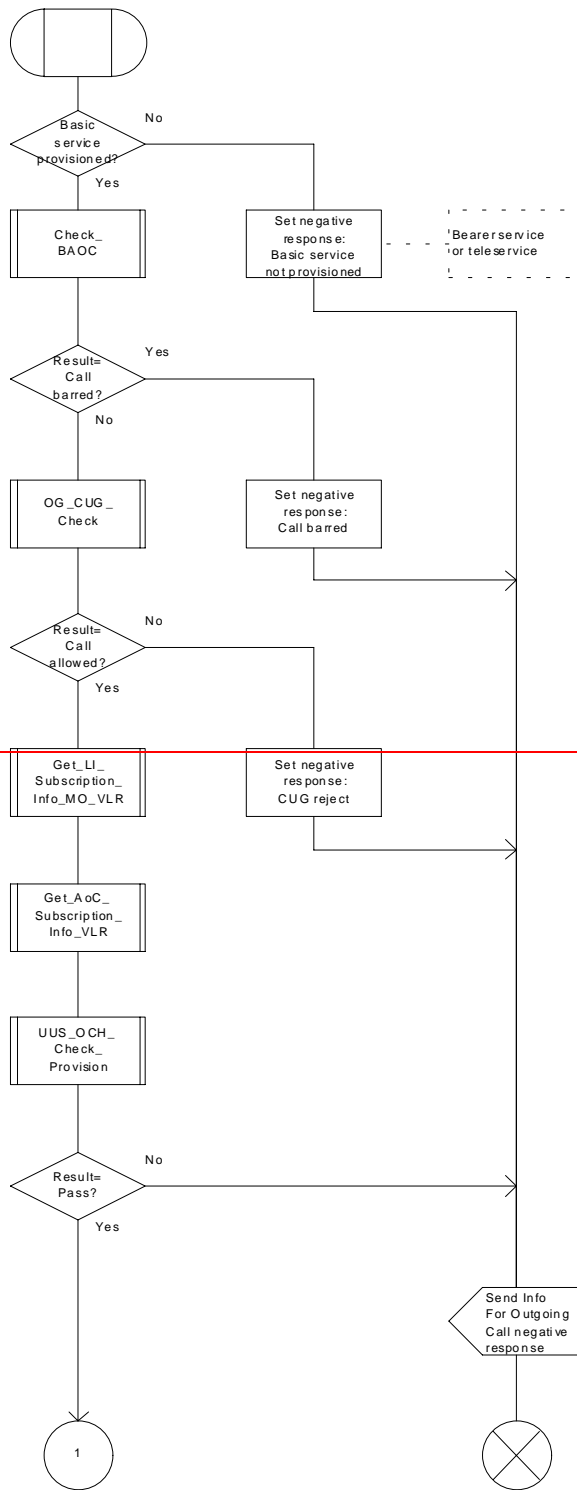 No
Basic
service
provisioned?
Yes
Check_
BAOC
Set negative
response:
Basic service
not provisioned
Bearer service
or teleservice
Yes
Result=
Call
barred?
No
OG_CUG_
Check
Set negative
response:
Call barred
No
Result=
Call
allowed?
Yes
Get_LI_
Subscription_
Info_MO_VLR
Set negative
response:
CUG reject
Get_AoC_
Subscription_
Info_VLR
UUS_OCH_
Check_
Provision
No
Result=
Pass?
Yes
Send Info
For Outgoing
Call negative
response
1